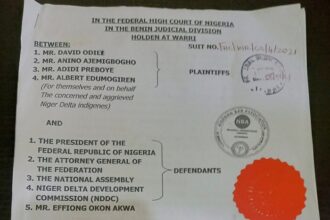 IN THE FEDERAL HIGH COURT OF NIGERIA
IN THE BENIN JUDICIAL DIVISION
HOLDEN AT WARRI
SUIT NO.
BETWEEN:
1. MR. DAVID ODIEE
2. MR. ANINO AJEMIGBOGHO
3. MR. ADIDI PREBOYE
4. MR. ALBERT EDUMOGIREN
PLAINTIFFS
(For themselves and on behalf
The concerned and aggrieved
Niger Delta indigenes)
AND
1. THE PRESIDENT OF THE
FEDERAL REPUBLIC OF NIGERIA
2. THE ATTORNEY GENERAL OF
THE FEDERATION
3. THE NATIONAL ASSEMBLY
4. NIGER DELTA DEVELOPMENT
COMMISSION (NDDC)
5. MR. EFFIONG OKON AKWA
DEFENDANTS
NBA